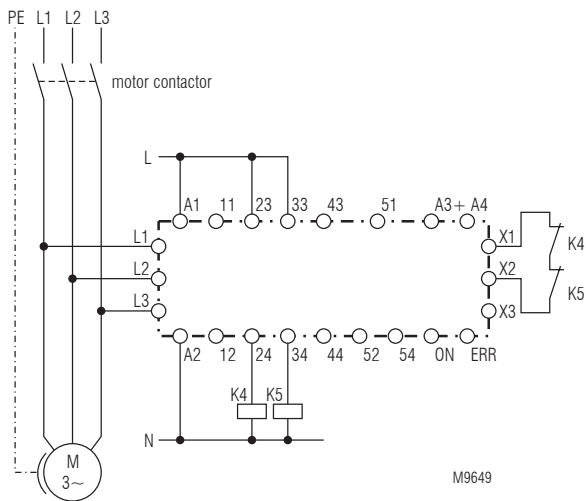 PE L1 L2 L3
motor contactor
L
A1 11 23 33 43 51 A3+ A4
L1 X1 K4
L2 X2 K5
L3 X3
A2 12 24 34 44 52 54 ON ERR
K4 K5
N
M
3~
M9649